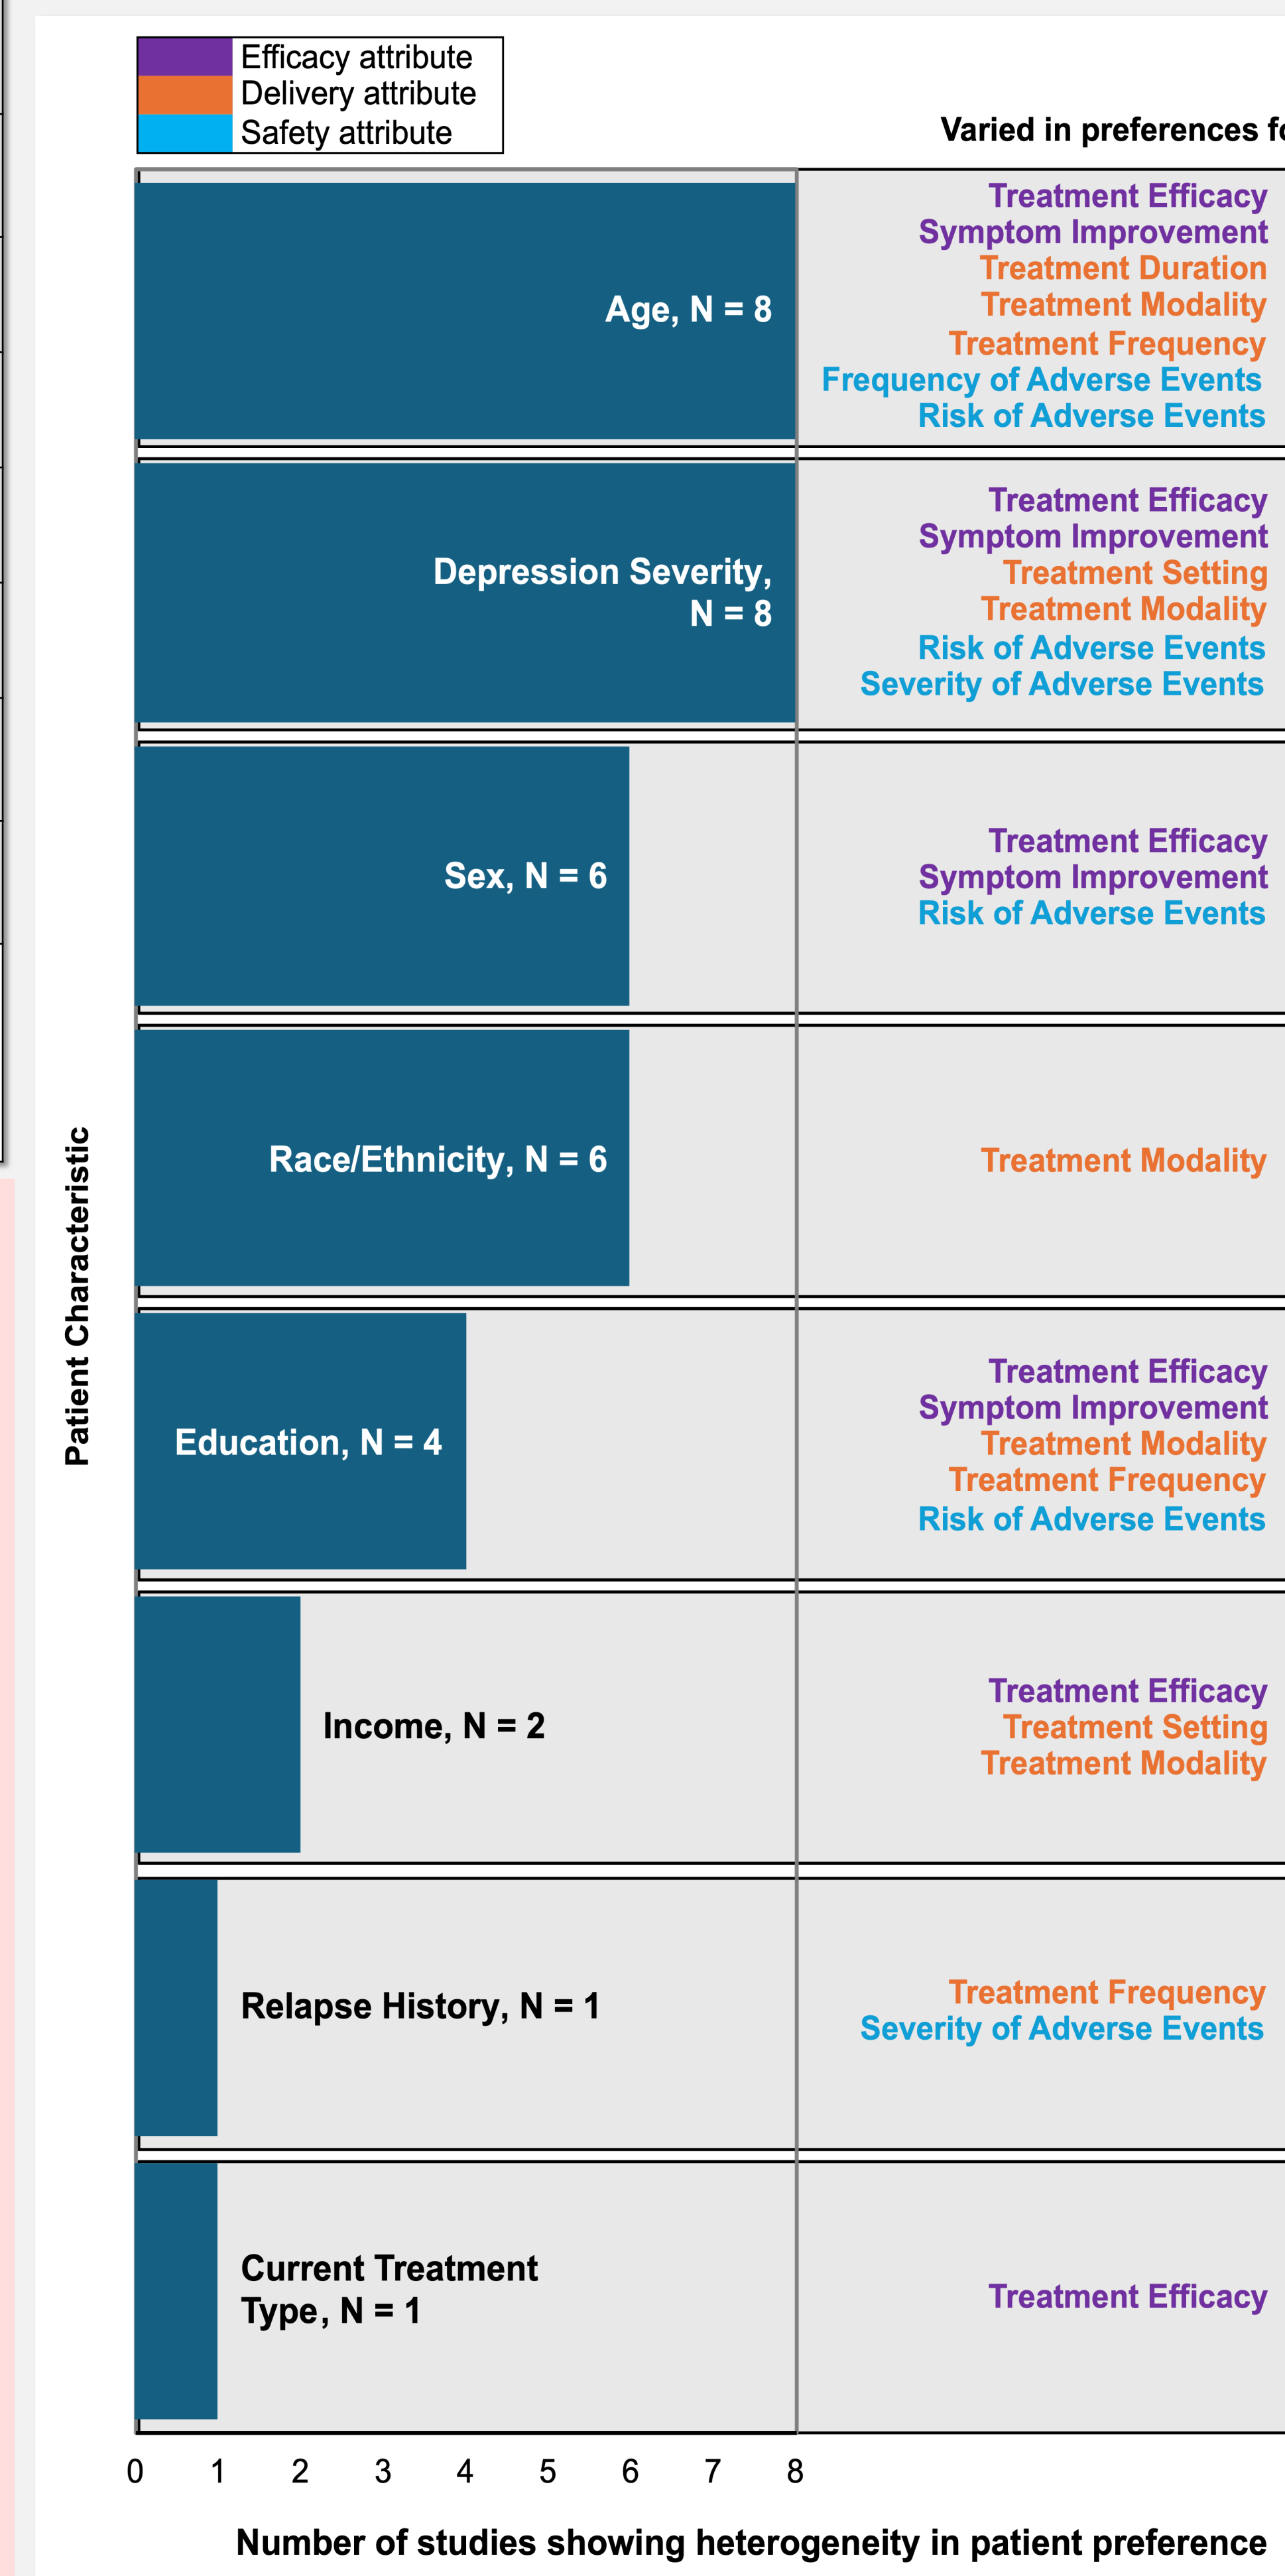 Efficacy attribute
Delivery attribute
Safety attribute
Varied in preferences
Age, N = 8
Treatment Efficacy
Symptom Improvement
Treatment Duration
Treatment Modality
Treatment Frequency
Frequency of Adverse Events
Risk of Adverse Events
Depression Severity,
N = 8
Treatment Efficacy
Symptom Improvement
Treatment Setting
Treatment Modality
Risk of Adverse Events
Severity of Adverse Events
Sex, N = 6
Treatment Efficacy
Symptom Improvement
Risk of Adverse Events
Race/Ethnicity, N = 6
Treatment Modality
Patient Characteristic
Education, N = 4
Treatment Efficacy
Symptom Improvement
Treatment Modality
Treatment Frequency
Risk of Adverse Events
Income, N = 2
Treatment Efficacy
Treatment Setting
Treatment Modality
Relapse History, N = 1
Treatment Frequency
Severity of Adverse Events
Current Treatment
Type, N = 1
Treatment Efficacy
0 1 2 3 4 5 6 7 8
Number of studies showing heterogeneity in patient preference